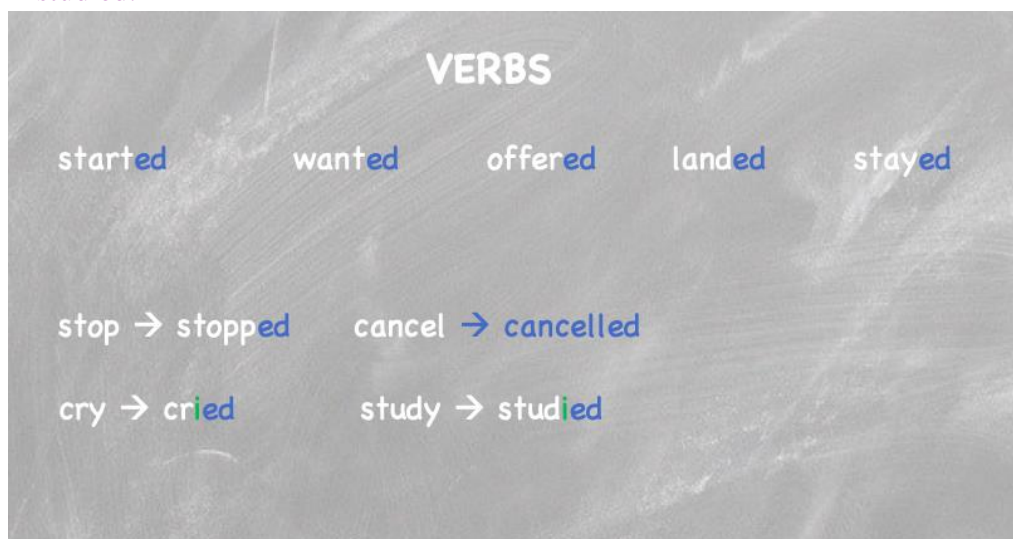 VERBS
started wanted offered landed stayed
stop → stopped cancel → cancelled
cry → cried study → studied